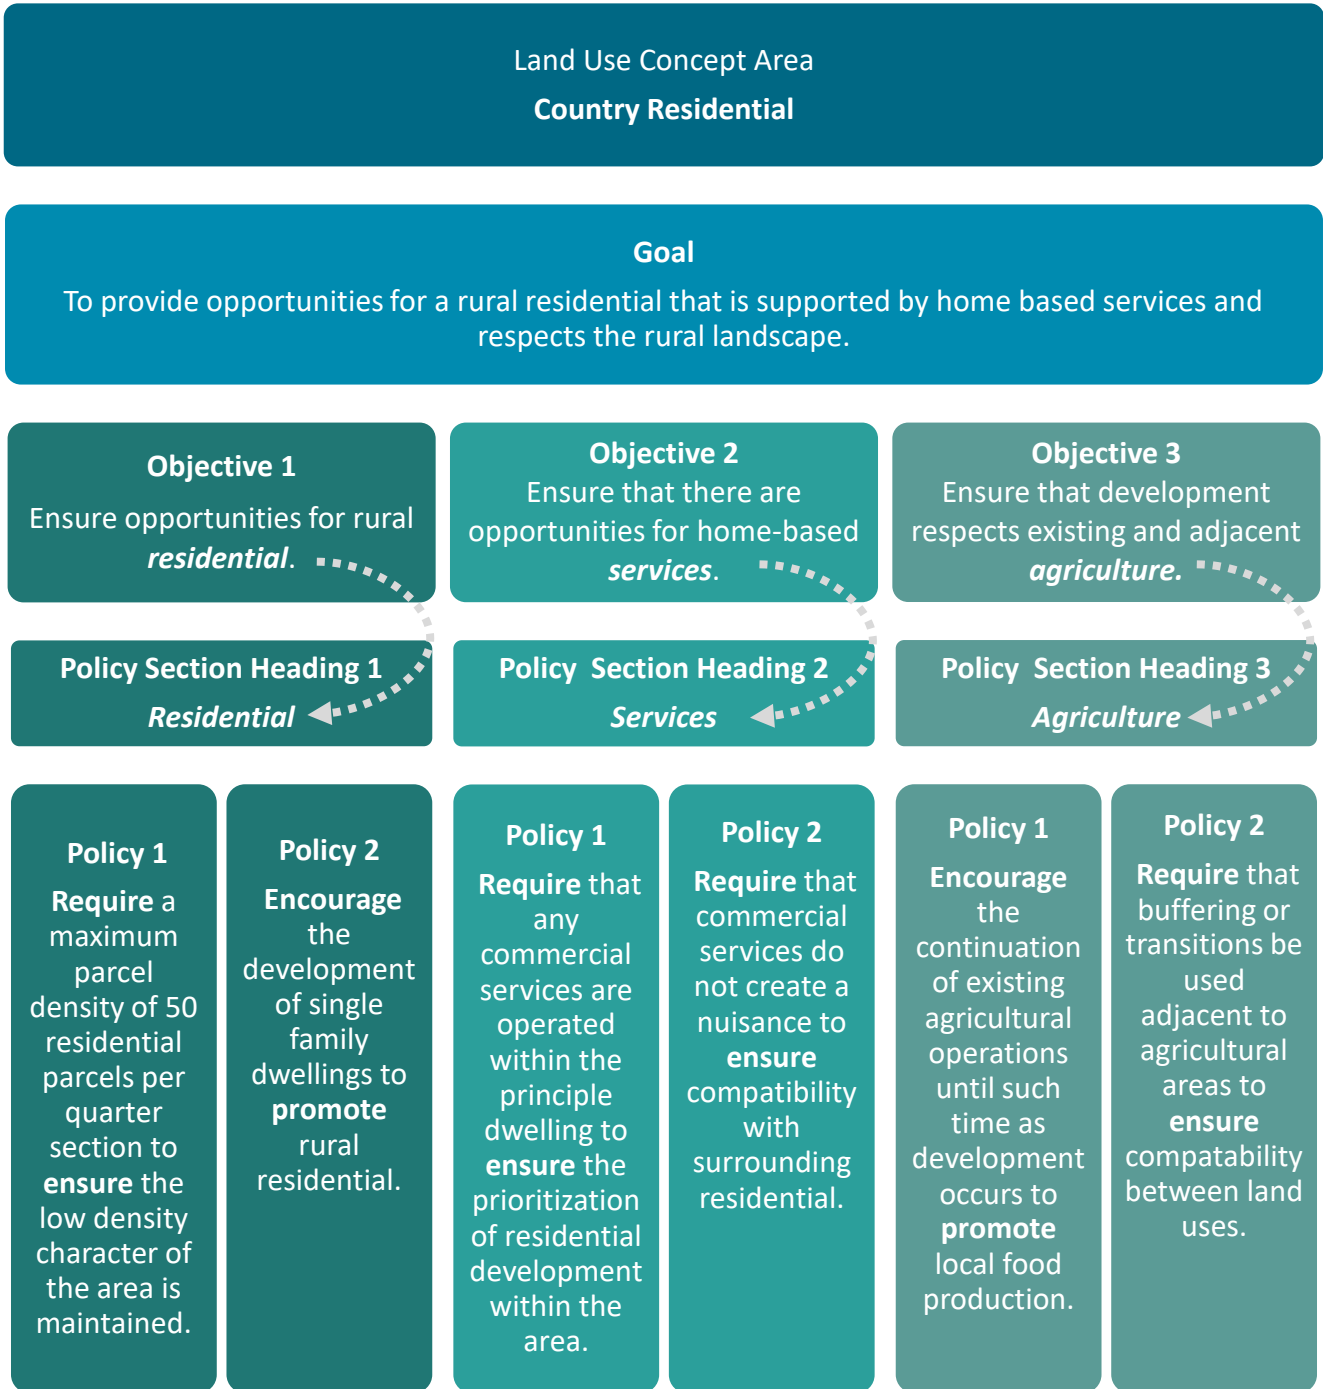 Land Use Concept Area
Country Residential
Goal
To provide opportunities for a rural residential that is supported by home based services and
respects the rural landscape.
Objective 1
Ensure opportunities for rural
residential.
Objective 2
Ensure that there are
opportunities for home-based
services.
Objective 3
Ensure that development
respects existing and adjacent
agriculture.
Policy Section Heading 1
Residential
Policy Section Heading 2
Services
Policy Section Heading 3
Agriculture
Policy 1
Require a
maximum
parcel
density of 50
residential
parcels per
quarter
section to
ensure the
low density
character of
the area is
maintained.
Policy 2
Encourage
the
development
of single
family
dwellings to
promote
rural
residential.
Policy 1
Require that
any
commercial
services are
operated
within the
principle
dwelling to
ensure the
prioritization
of residential
development
within the
area.
Policy 2
Require that
commercial
services do
not create a
nuisance to
ensure
compatibility
with
surrounding
residential.
Policy 1
Encourage
the
continuation
of existing
agricultural
operations
until such
time as
development
occurs to
promote
local food
production.
Policy 2
Require that
buffering or
transitions be
used
adjacent to
agricultural
areas to
ensure
compatability
between land
uses.